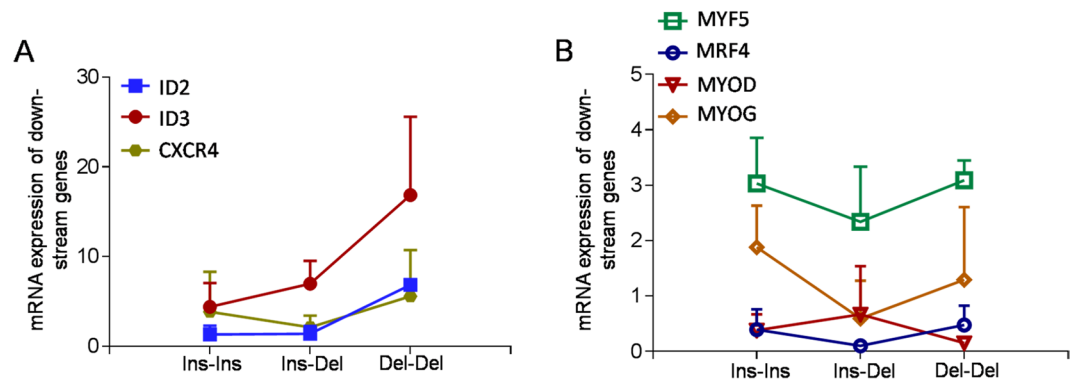 A
mRNA expression of down-
stream genes
30
20
10
0
ID2
ID3
CXCR4
Ins-Ins
Ins-Del
Del-Del
B
mRNA expression of down-
stream genes
5
4
3
2
1
0
MYF5
MRF4
MYOD
MYOG
Ins-Ins
Ins-Del
Del-Del